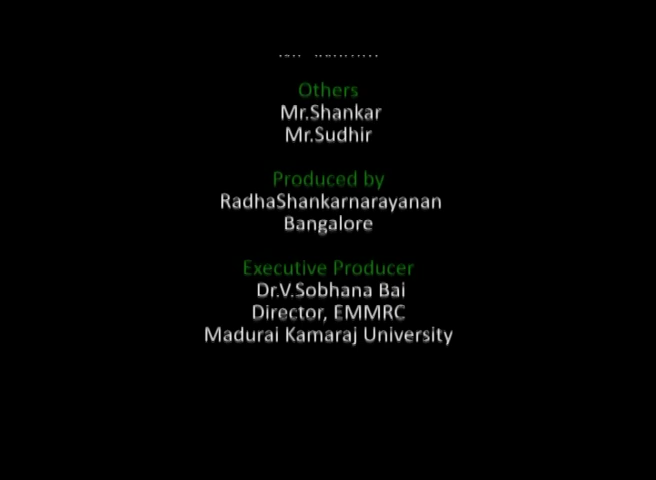 Others
Mr.Shankar
Mr.Sudhir
Produced by
RadhaShankarnarayanan
Bangalore
Executive Producer
Dr.V.Sobhana Bai
Director, EMMRC
Madurai Kamaraj University